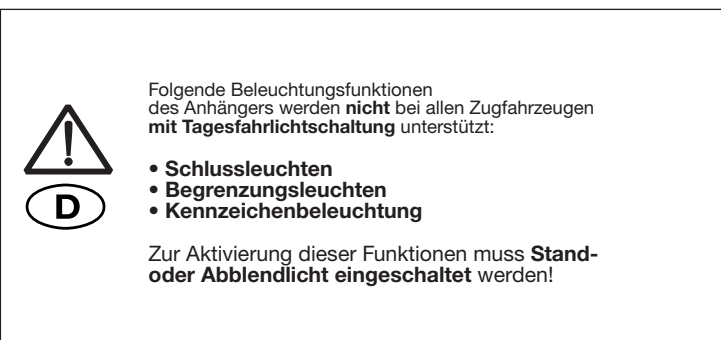 Folgende Beleuchtungsfunktionen
des Anhängers werden nicht bei allen Zugfahrzeugen
mit Tagesfahrlichtschaltung unterstützt:
• Schlussleuchten
• Begrenzungsleuchten
• Kennzeichenbeleuchtung
D
Zur Aktivierung dieser Funktionen muss Stand-
oder Abblendlicht eingeschaltet werden!